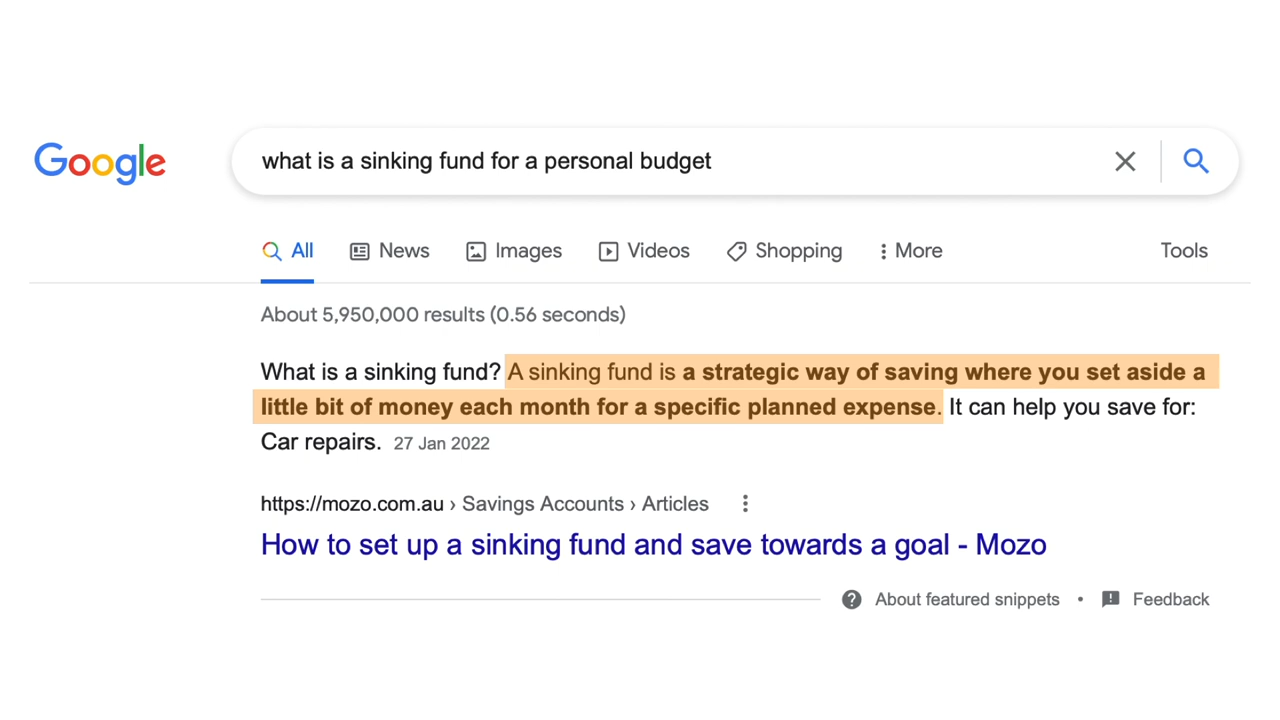 Google
what is a sinking fund for a personal budget
All News Images Videos Shopping More Tools
About 5,950,000 results (0.56 seconds)
What is a sinking fund? A sinking fund is a strategic way of saving where you set aside a
little bit of money each month for a specific planned expense. It can help you save for:
Car repairs. 27 Jan 2022
https://mozo.com.au › Savings Accounts › Articles
How to set up a sinking fund and save towards a goal - Mozo
About featured snippets • Feedback